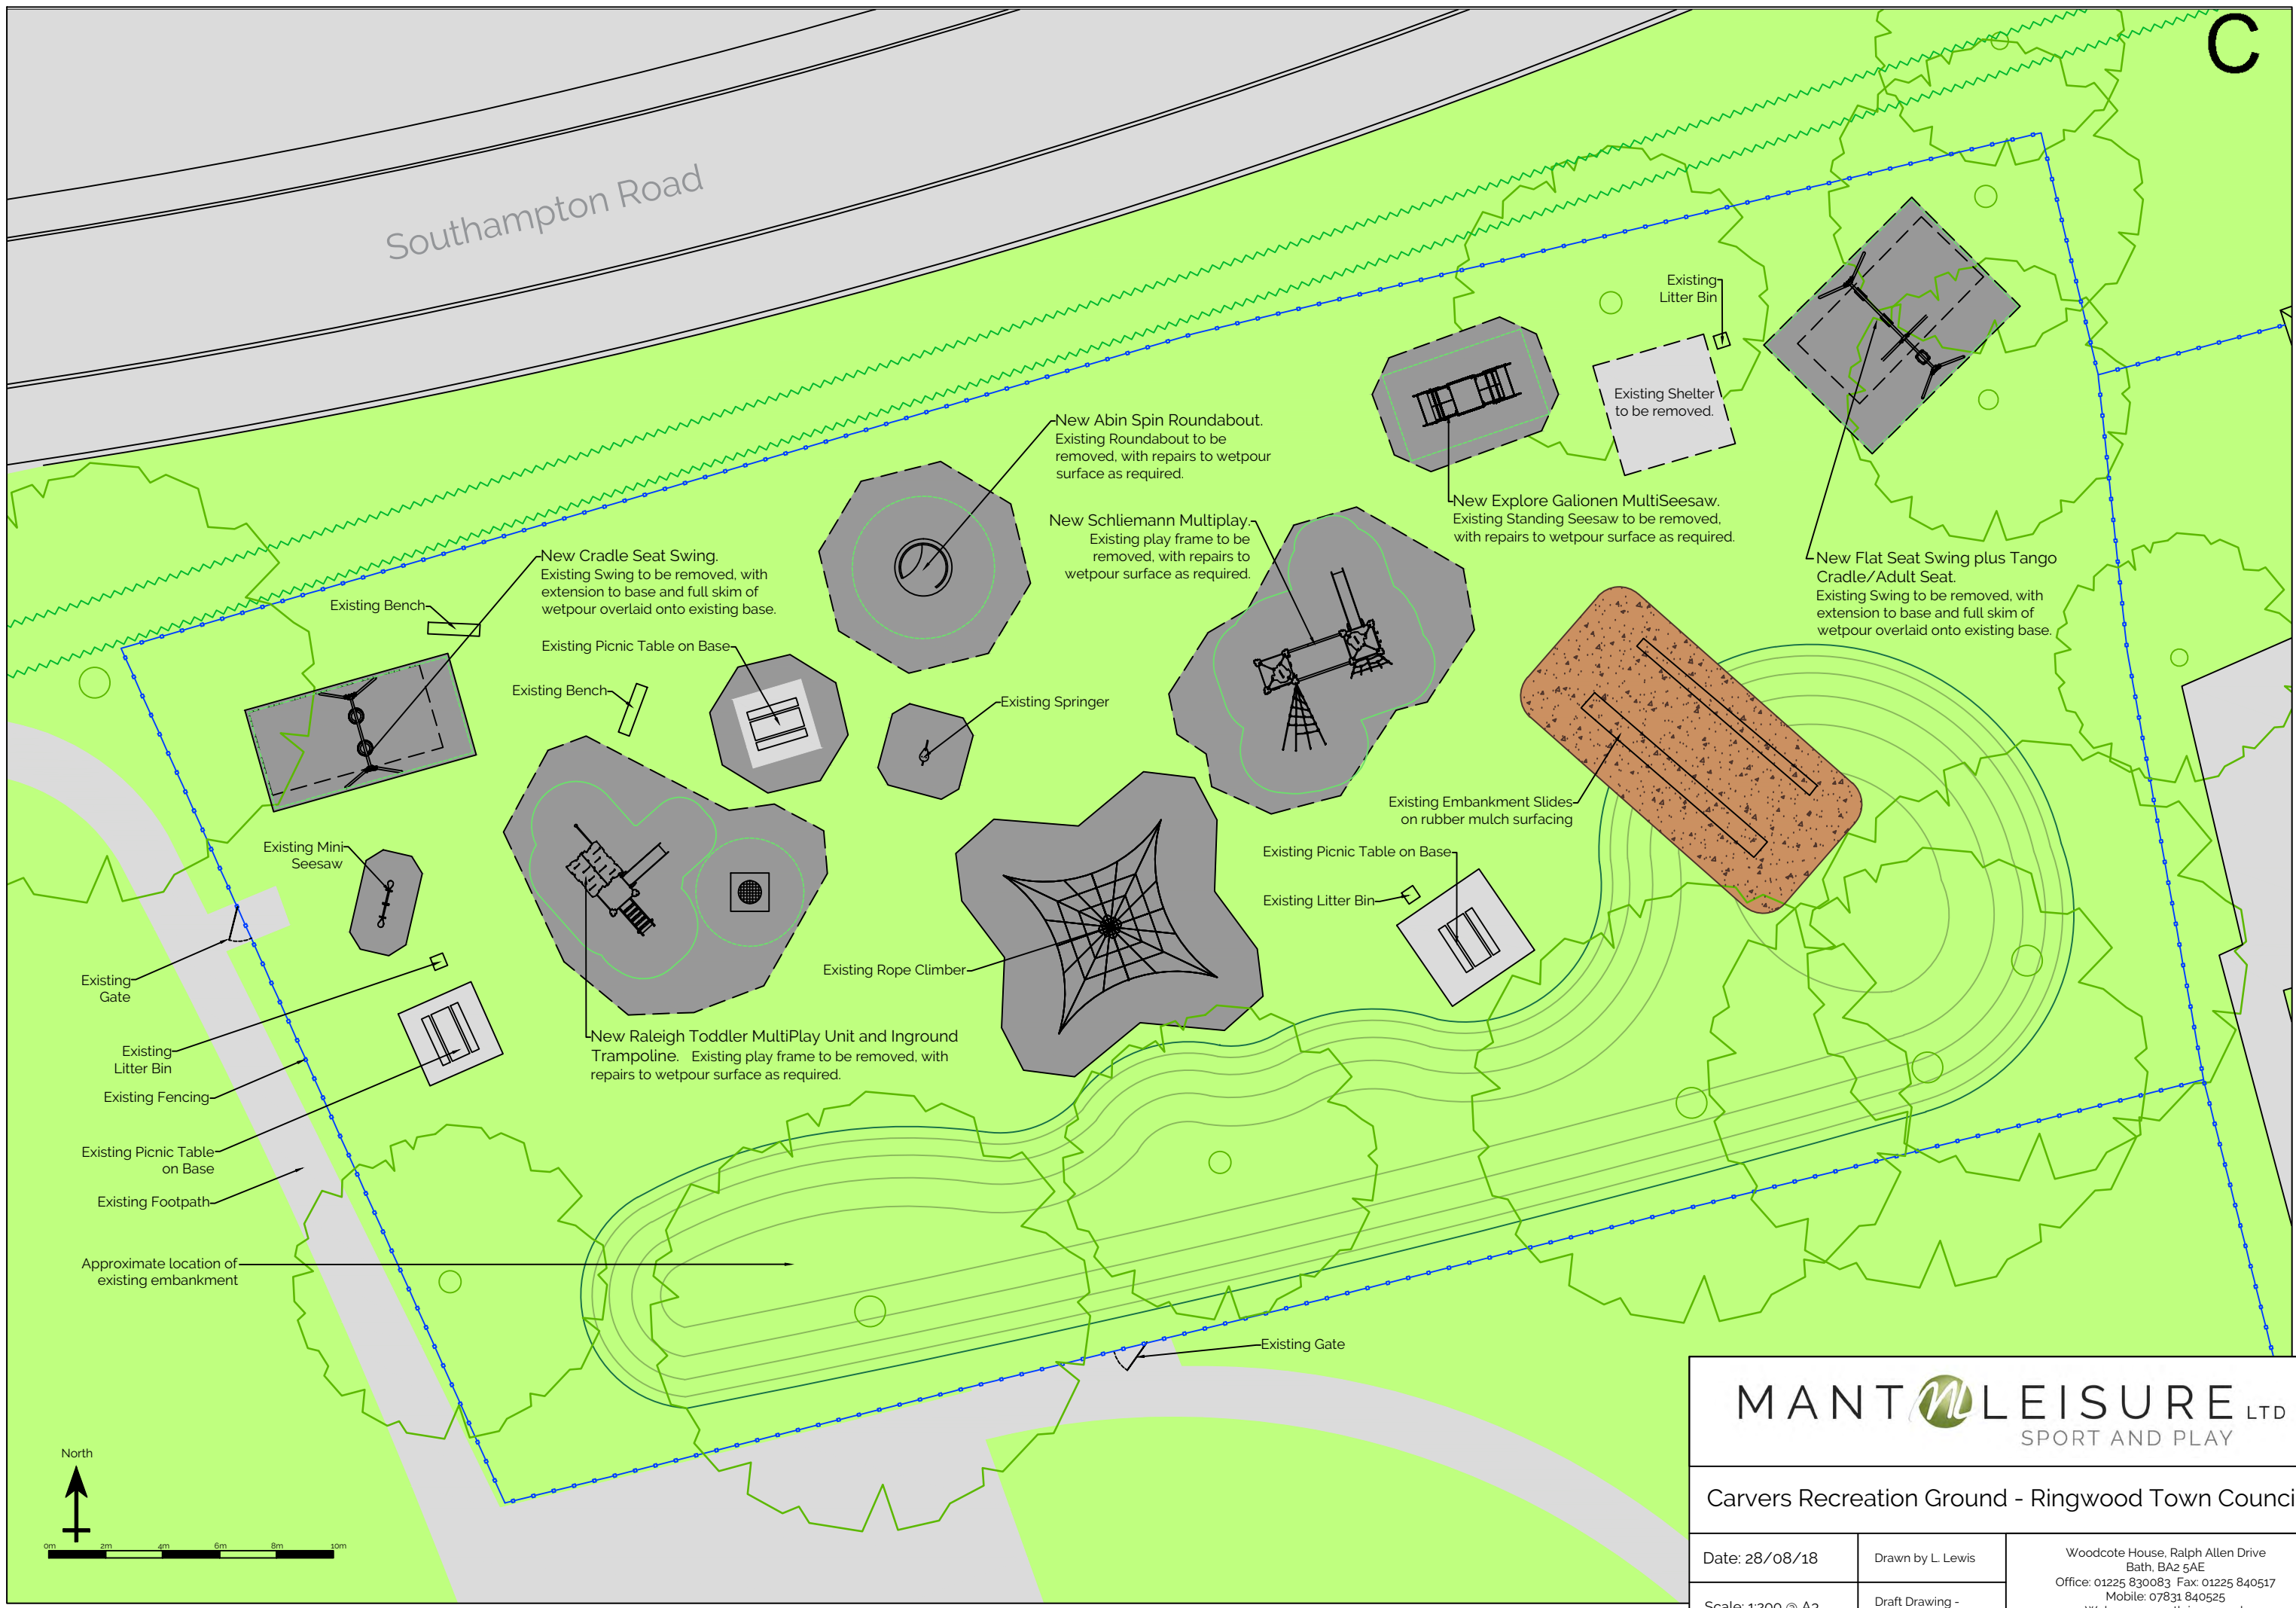 C
Southampton Road
Existing
Litter Bin
Existing Shelter
to be removed.
New Abin Spin Roundabout.
Existing Roundabout to be
removed, with repairs to wetpour
surface as required.
New Explore Galionen MultiSeesaw.
Existing Standing Seesaw to be removed,
with repairs to wetpour surface as required.
New Schliemann Multiplay.
Existing play frame to be
removed, with repairs to
wetpour surface as required.
New Flat Seat Swing plus Tango
Cradle/Adult Seat.
Existing Swing to be removed, with
extension to base and full skim of
wetpour overlaid onto existing base.
New Cradle Seat Swing.
Existing Swing to be removed, with
extension to base and full skim of
wetpour overlaid onto existing base.
Existing Bench
Existing Picnic Table on Base
Existing Bench
Existing Springer
Existing Embankment Slides
on rubber mulch surfacing
Existing Mini
Seesaw
Existing Picnic Table on Base
Existing Litter Bin
Existing Rope Climber
Existing
Gate
New Raleigh Toddler MultiPlay Unit and Inground
Trampoline. Existing play frame to be removed, with
repairs to wetpour surface as required.
Existing
Litter Bin
Existing Fencing
Existing Picnic Table
on Base
Existing Footpath
Approximate location of
existing embankment
Existing Gate
North
0m 2m 4m 6m 8m 10m
MANT ML LEISURE LTD
SPORT AND PLAY
Carvers Recreation Ground - Ringwood Town Counci
Date: 28/08/18
Drawn by L. Lewis
Woodcote House, Ralph Allen Drive
Bath, BA2 5AE
Office: 01225 830083 Fax: 01225 840517
Mobile: 07831 840525
Scale: 1:200 @ A3
Draft Drawing -